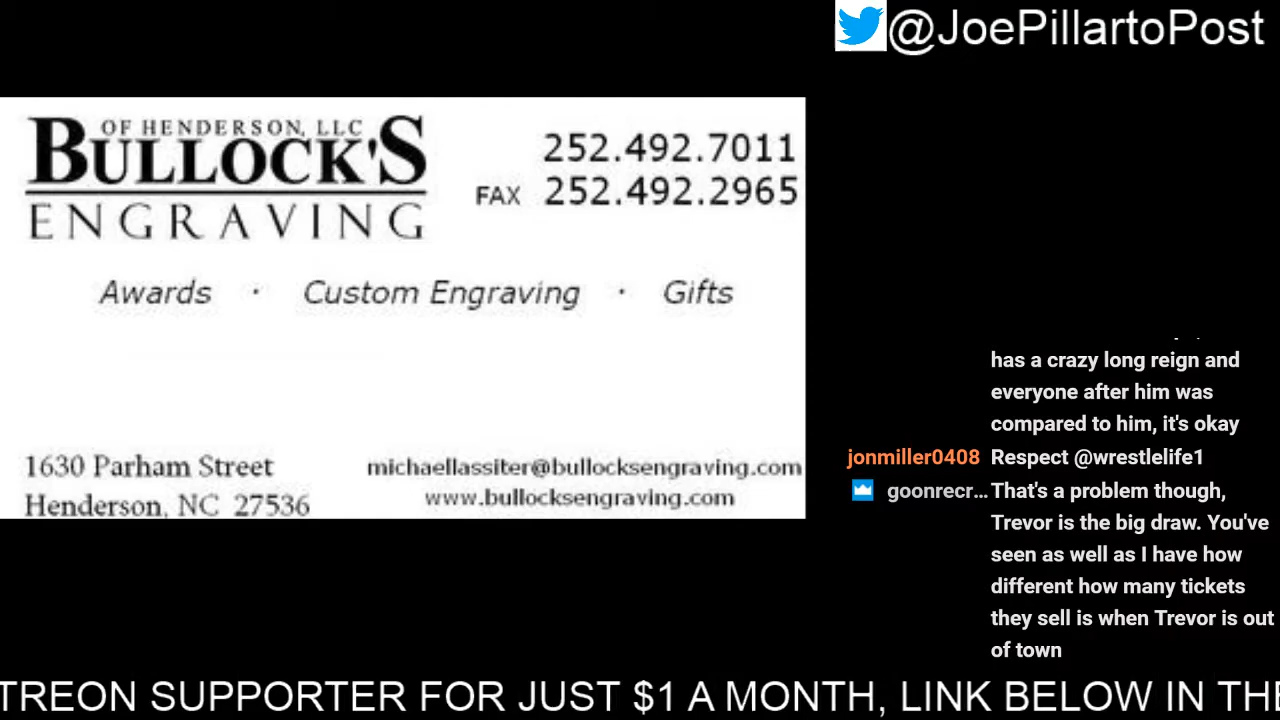 @JoePillartoPost
OF HENDERSON, LLC
BULLOCK'S
ENGRAVING
252.492.7011
FAX 252.492.2965
Awards · Custom Engraving · Gifts
1630 Parham Street
Henderson, NC 27536
michaellassiter@bullocksengraving.com
www.bullocksengraving.com
has a crazy long reign and
everyone after him was
compared to him, it's okay
jonmiller0408 Respect @wrestlelife1
goonrecr... That's a problem though,
Trevor is the big draw. You've
seen as well as I have how
different how many tickets
they sell is when Trevor is out
of town
TREON SUPPORTER FOR JUST $1 A MONTH, LINK BELOW IN THE